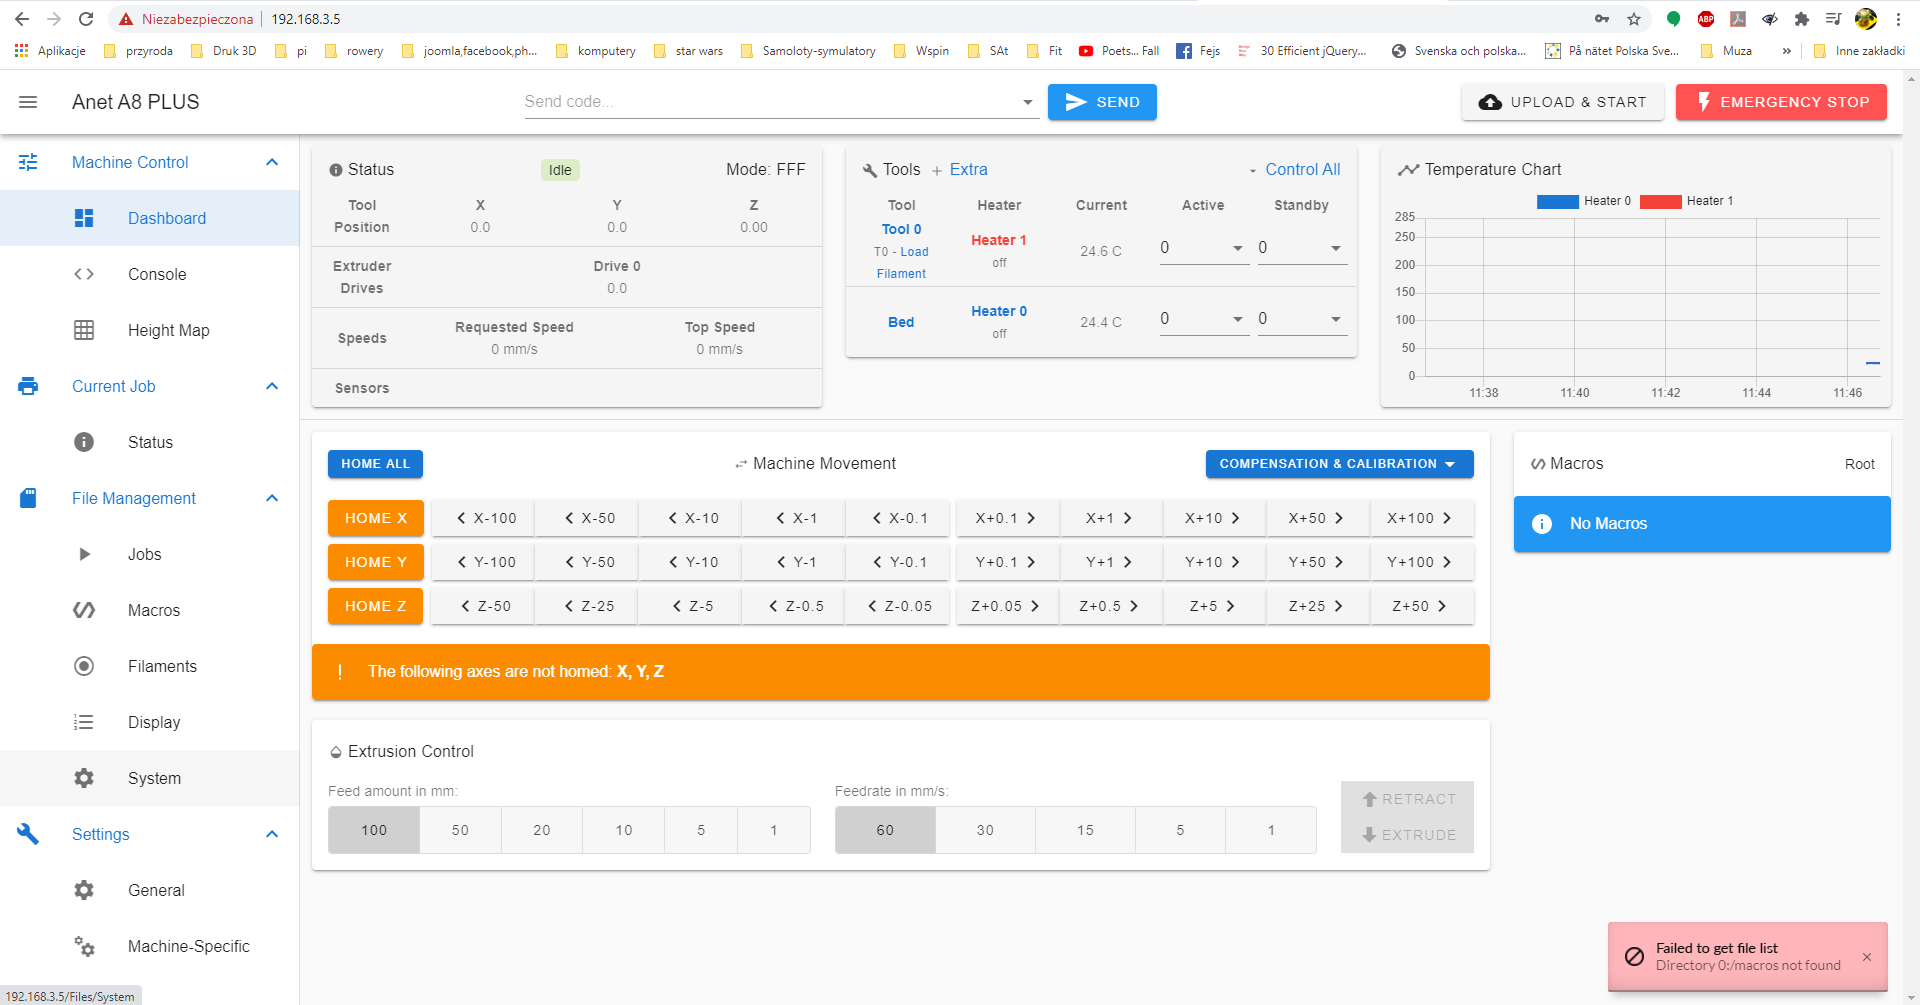 Niezabezpieczona 192.168.3.5
Aplikacje przyroda Druk 3D pi rowery joomla,facebook,ph... komputery star wars Samoloty-symulatory Wspin SAt Fit Poets... Fall Fejs 30 Efficient jQuery... Svenska och polska... På nätet Polska Sve... Muza » Inne zakładki
ABP
Anet A8 PLUS
Send code...
SEND
UPLOAD & START
EMERGENCY STOP
Machine Control
Dashboard
Console
Height Map
Current Job
Status
File Management
Jobs
Macros
Filaments
Display
System
Settings
General
Machine-Specific
192.168.3.5/Files/System
Status Idle Mode: FFF
Tool Position X Y Z
0.0 0.0 0.00
Extruder Drives Drive 0
0.0
Speeds Requested Speed Top Speed
0 mm/s 0 mm/s
Sensors
Tools + Extra Control All
Tool Heater Current Active Standby
Tool 0
T0 - Load Filament
Heater 1
off
24.6 C 0 0
Bed
Heater 0
off
24.4 C 0 0
Temperature Chart
Heater 0 Heater 1
285
250
200
150
100
50
0
11:38 11:40 11:42 11:44 11:46
HOME ALL
Machine Movement
COMPENSATION & CALIBRATION
HOME X X-100 X-50 X-10 X-1 X-0.1 X+0.1 X+1 X+10 X+50 X+100
HOME Y Y-100 Y-50 Y-10 Y-1 Y-0.1 Y+0.1 Y+1 Y+10 Y+50 Y+100
HOME Z Z-50 Z-25 Z-5 Z-0.5 Z-0.05 Z+0.05 Z+0.5 Z+5 Z+25 Z+50
! The following axes are not homed: X, Y, Z
Macros Root
No Macros
Extrusion Control
Feed amount in mm:
100 50 20 10 5 1
Feedrate in mm/s:
60 30 15 5 1
RETRACT
EXTRUDE
Failed to get file list
Directory 0:/macros not found